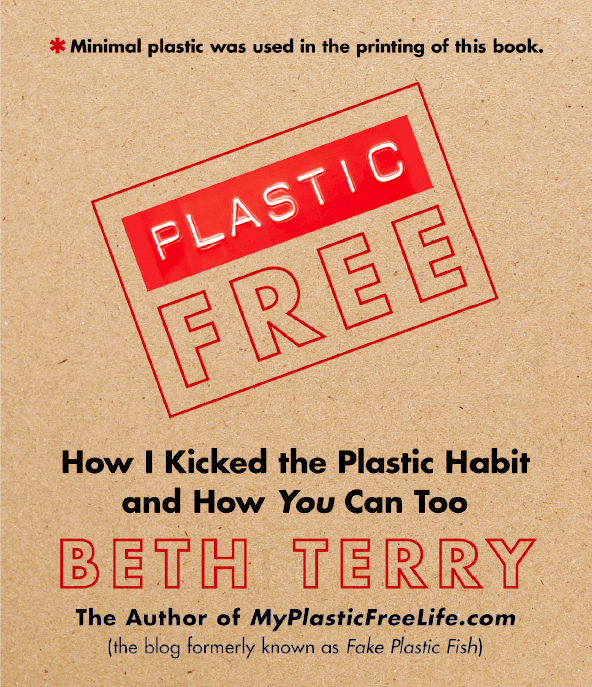 * Minimal plastic was used in the printing of this book.
PLASTIC
FREE
How I Kicked the Plastic Habit
and How You Can Too
BETH TERRY
The Author of MyPlasticFreeLife.com
(the blog formerly known as Fake Plastic Fish)